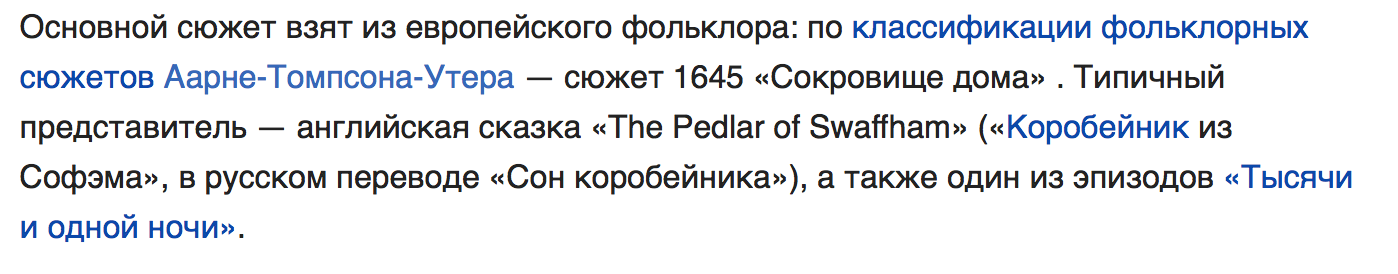 Основной сюжет взят из европейского фольклора: по классификации фольклорных
сюжетов Аарне-Томпсона-Утера — сюжет 1645 «Сокровище дома» . Типичный
представитель — английская сказка «The Pedlar of Swaffham» («Коробейник из
Софэма», в русском переводе «Сон коробейника»), а также один из эпизодов «Тысячи
и одной ночи».